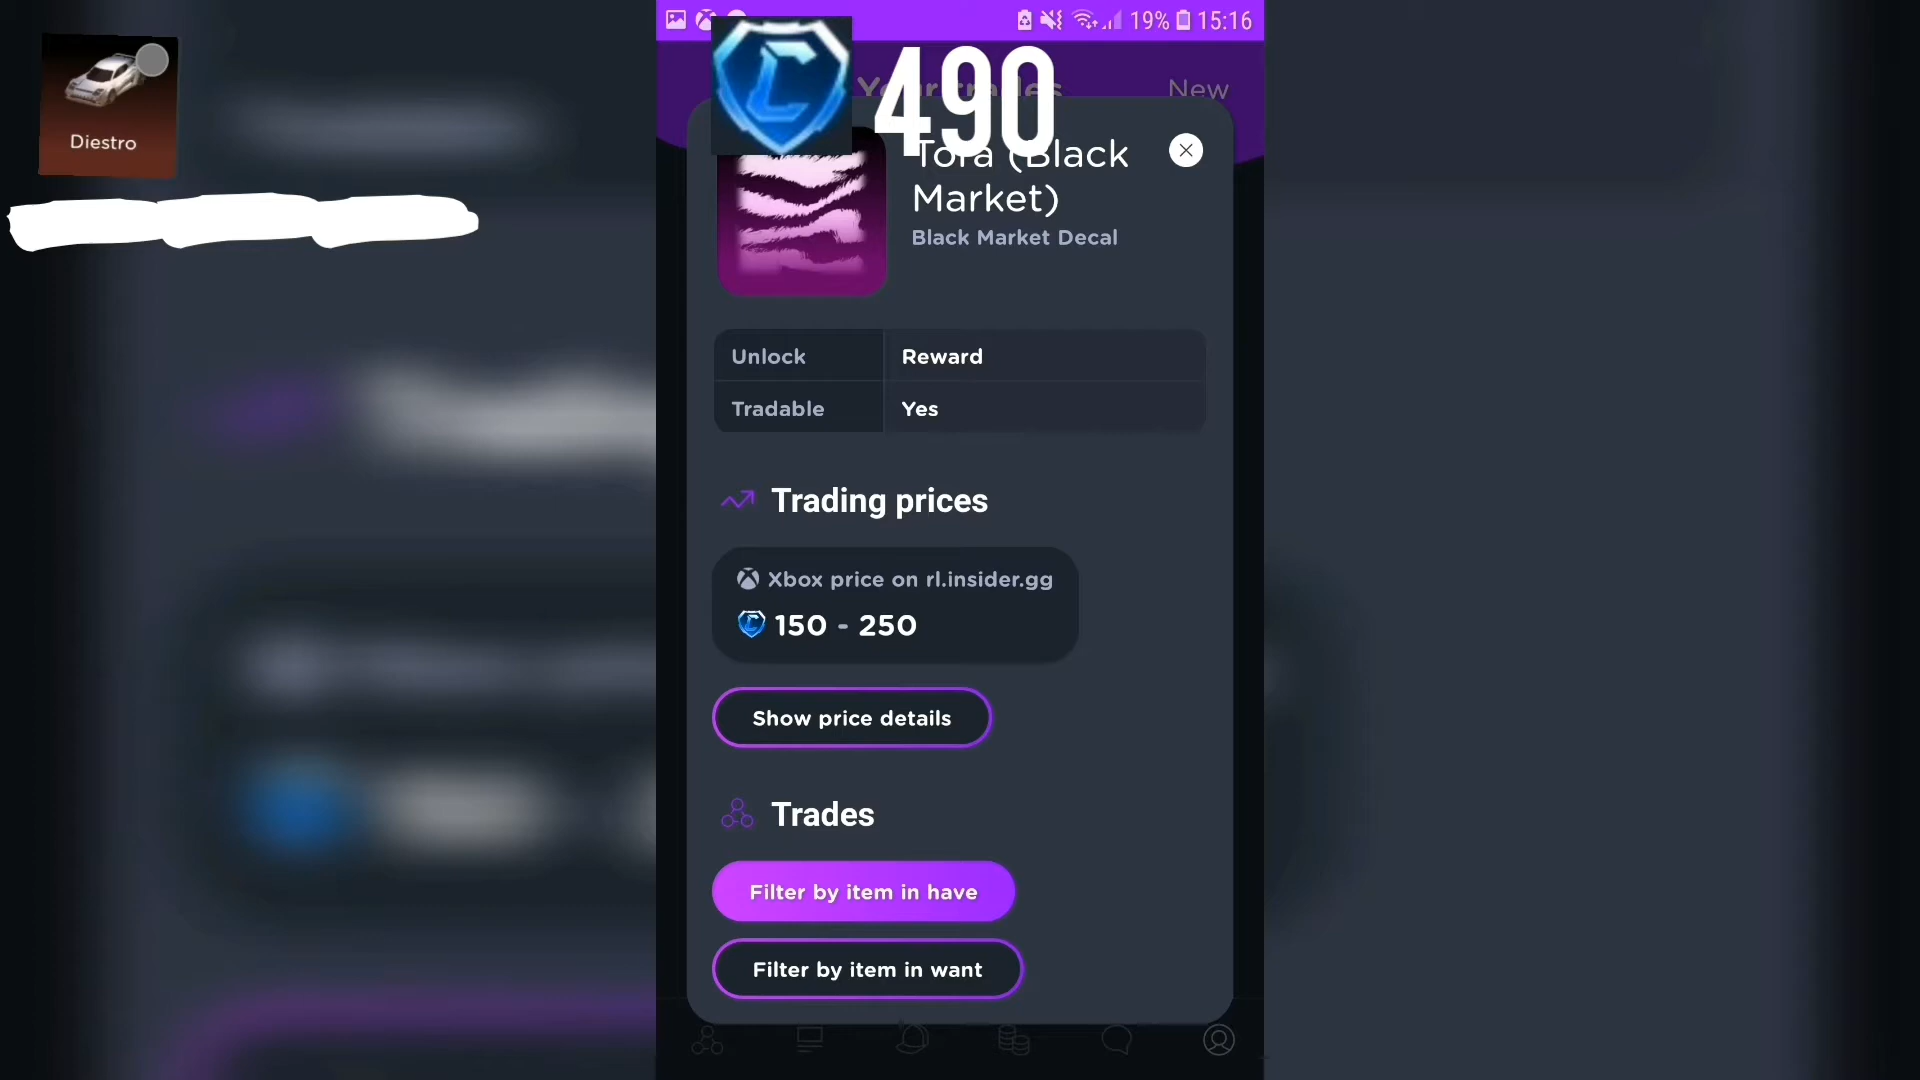 19% 15:16
490
Your trades
New
Diestro
Tora (Black
Market)
Black Market Decal
Unlock
Reward
Tradable
Yes
Trading prices
Xbox price on rl.insider.gg
150 - 250
Show price details
Trades
Filter by item in have
Filter by item in want